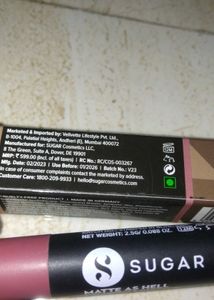 Marketed & Imported by: Velvette Lifestyle Pvt. Ltd.,
B-1004, Palatial Heights, Andheri (E), Mumbai 400072
Manufactured for: SUGAR Cosmetics LLC.,
8 The Green, Suite A, Dover, DE 19901
MRP: ₹ 599.00 (Incl. of all taxes) | RC No.: RC/COS-003267
Mfg. Date: 02/2023 | Use Before: 01/2026 | Batch: V23
In case of consumer complaints contact the marketer by address.
Customer Care: 1800-209-9933 | hello@sugarcosmetics.com
PRODUCT | MADE IN GERMANY
NET WEIGHT: 2.5G/0.088 OZ.
SUGAR
MATTE AS HELL